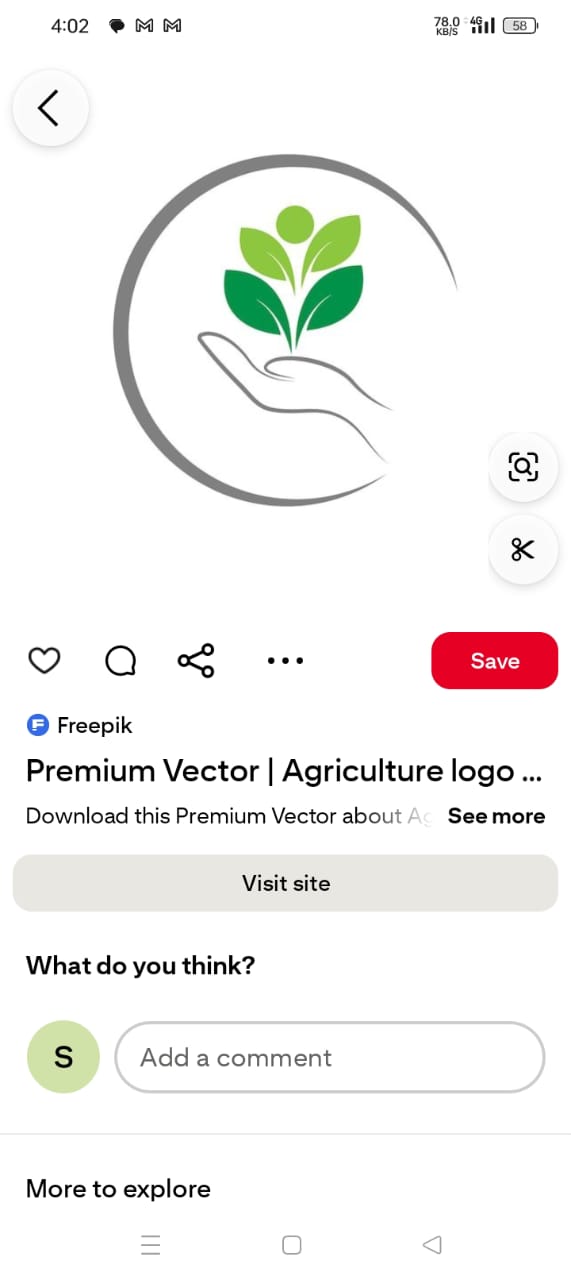 4:02
78.0 4G
KB/S
58
Save
Freepik
Premium Vector | Agriculture logo ...
Download this Premium Vector about Ag See more
Visit site
What do you think?
S
Add a comment
More to explore